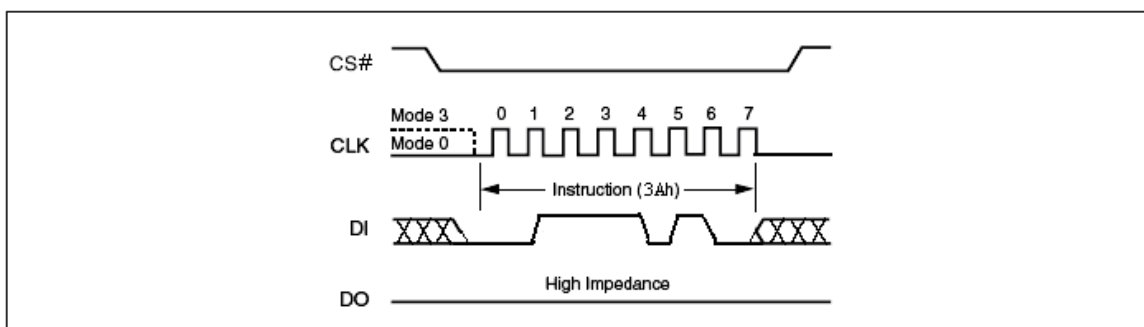 CS#
Mode 3
0 1 2 3 4 5 6 7
CLK
Mode 0
Instruction (3Ah)
DI
High Impedance
DO